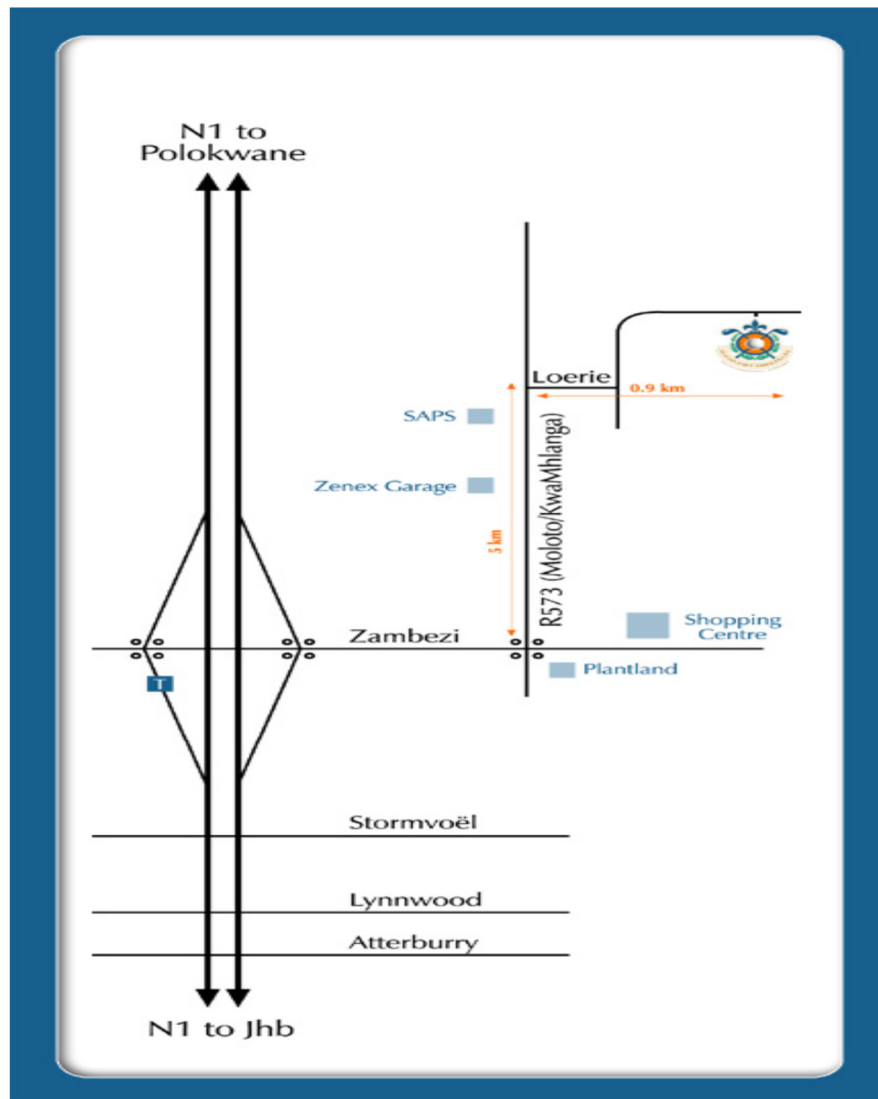 N1 to
Polokwane
Loerie
0.9 km
SAPS
R573 (Moloto/KwaMhlanga)
Zenex Garage
5 km
Zambezi
Shopping
Centre
Plantland
T
Stormvoël
Lynnwood
Atterburry
N1 to Jhb